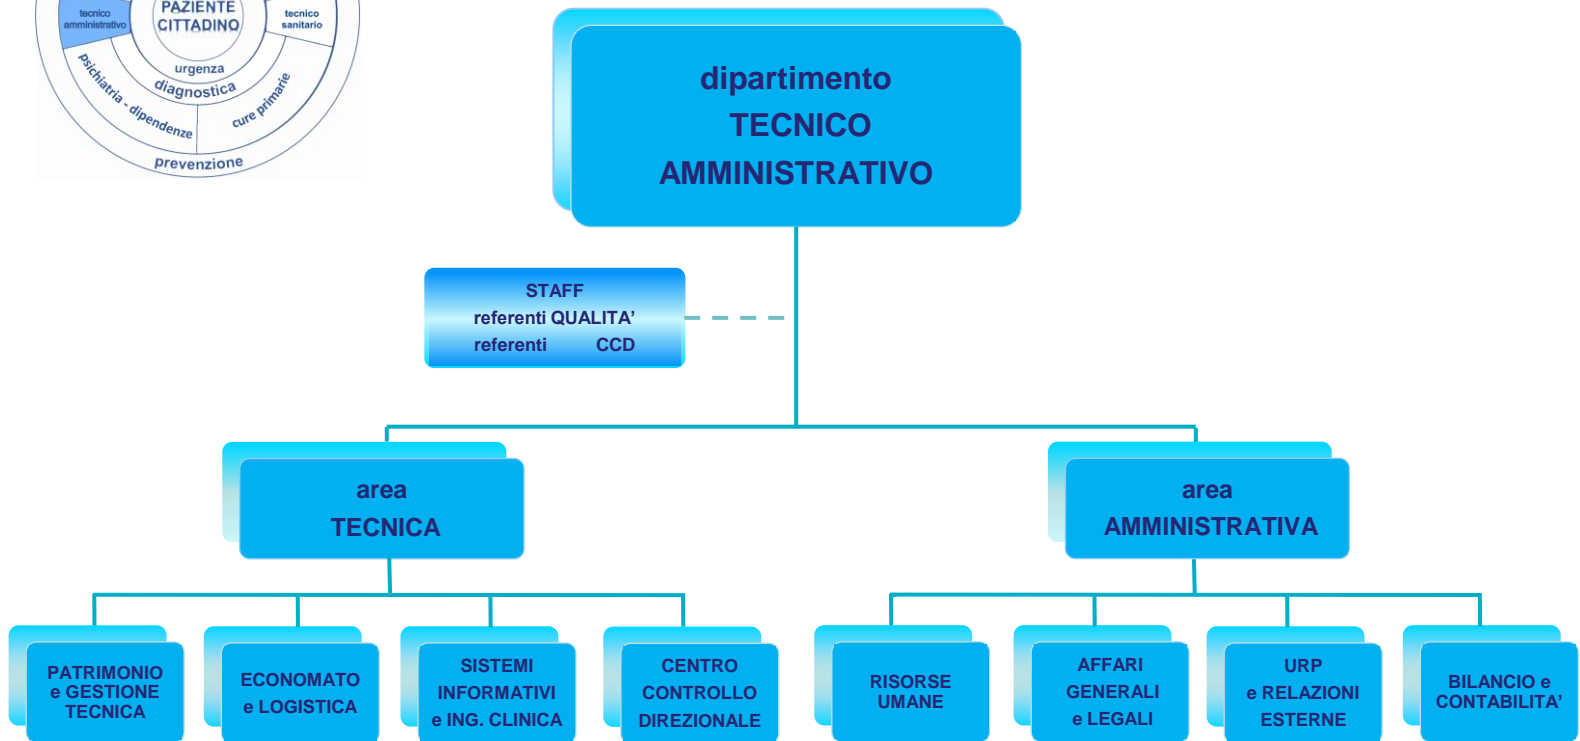 PAZIENTE
CITTADINO
tecnico
amministrativo
tecnico
sanitario
urgenza
diagnostica
psichiatria - dipendenze
cure primarie
prevenzione
dipartimento
TECNICO
AMMINISTRATIVO
STAFF
referenti QUALITA’
referenti CCD
area
TECNICA
area
AMMINISTRATIVA
PATRIMONIO
e GESTIONE
TECNICA
ECONOMATO
e LOGISTICA
SISTEMI
INFORMATIVI
e ING. CLINICA
CENTRO
CONTROLLO
DIREZIONALE
RISORSE
UMANE
AFFARI
GENERALI
e LEGALI
URP
e RELAZIONI
ESTERNE
BILANCIO e
CONTABILITA’